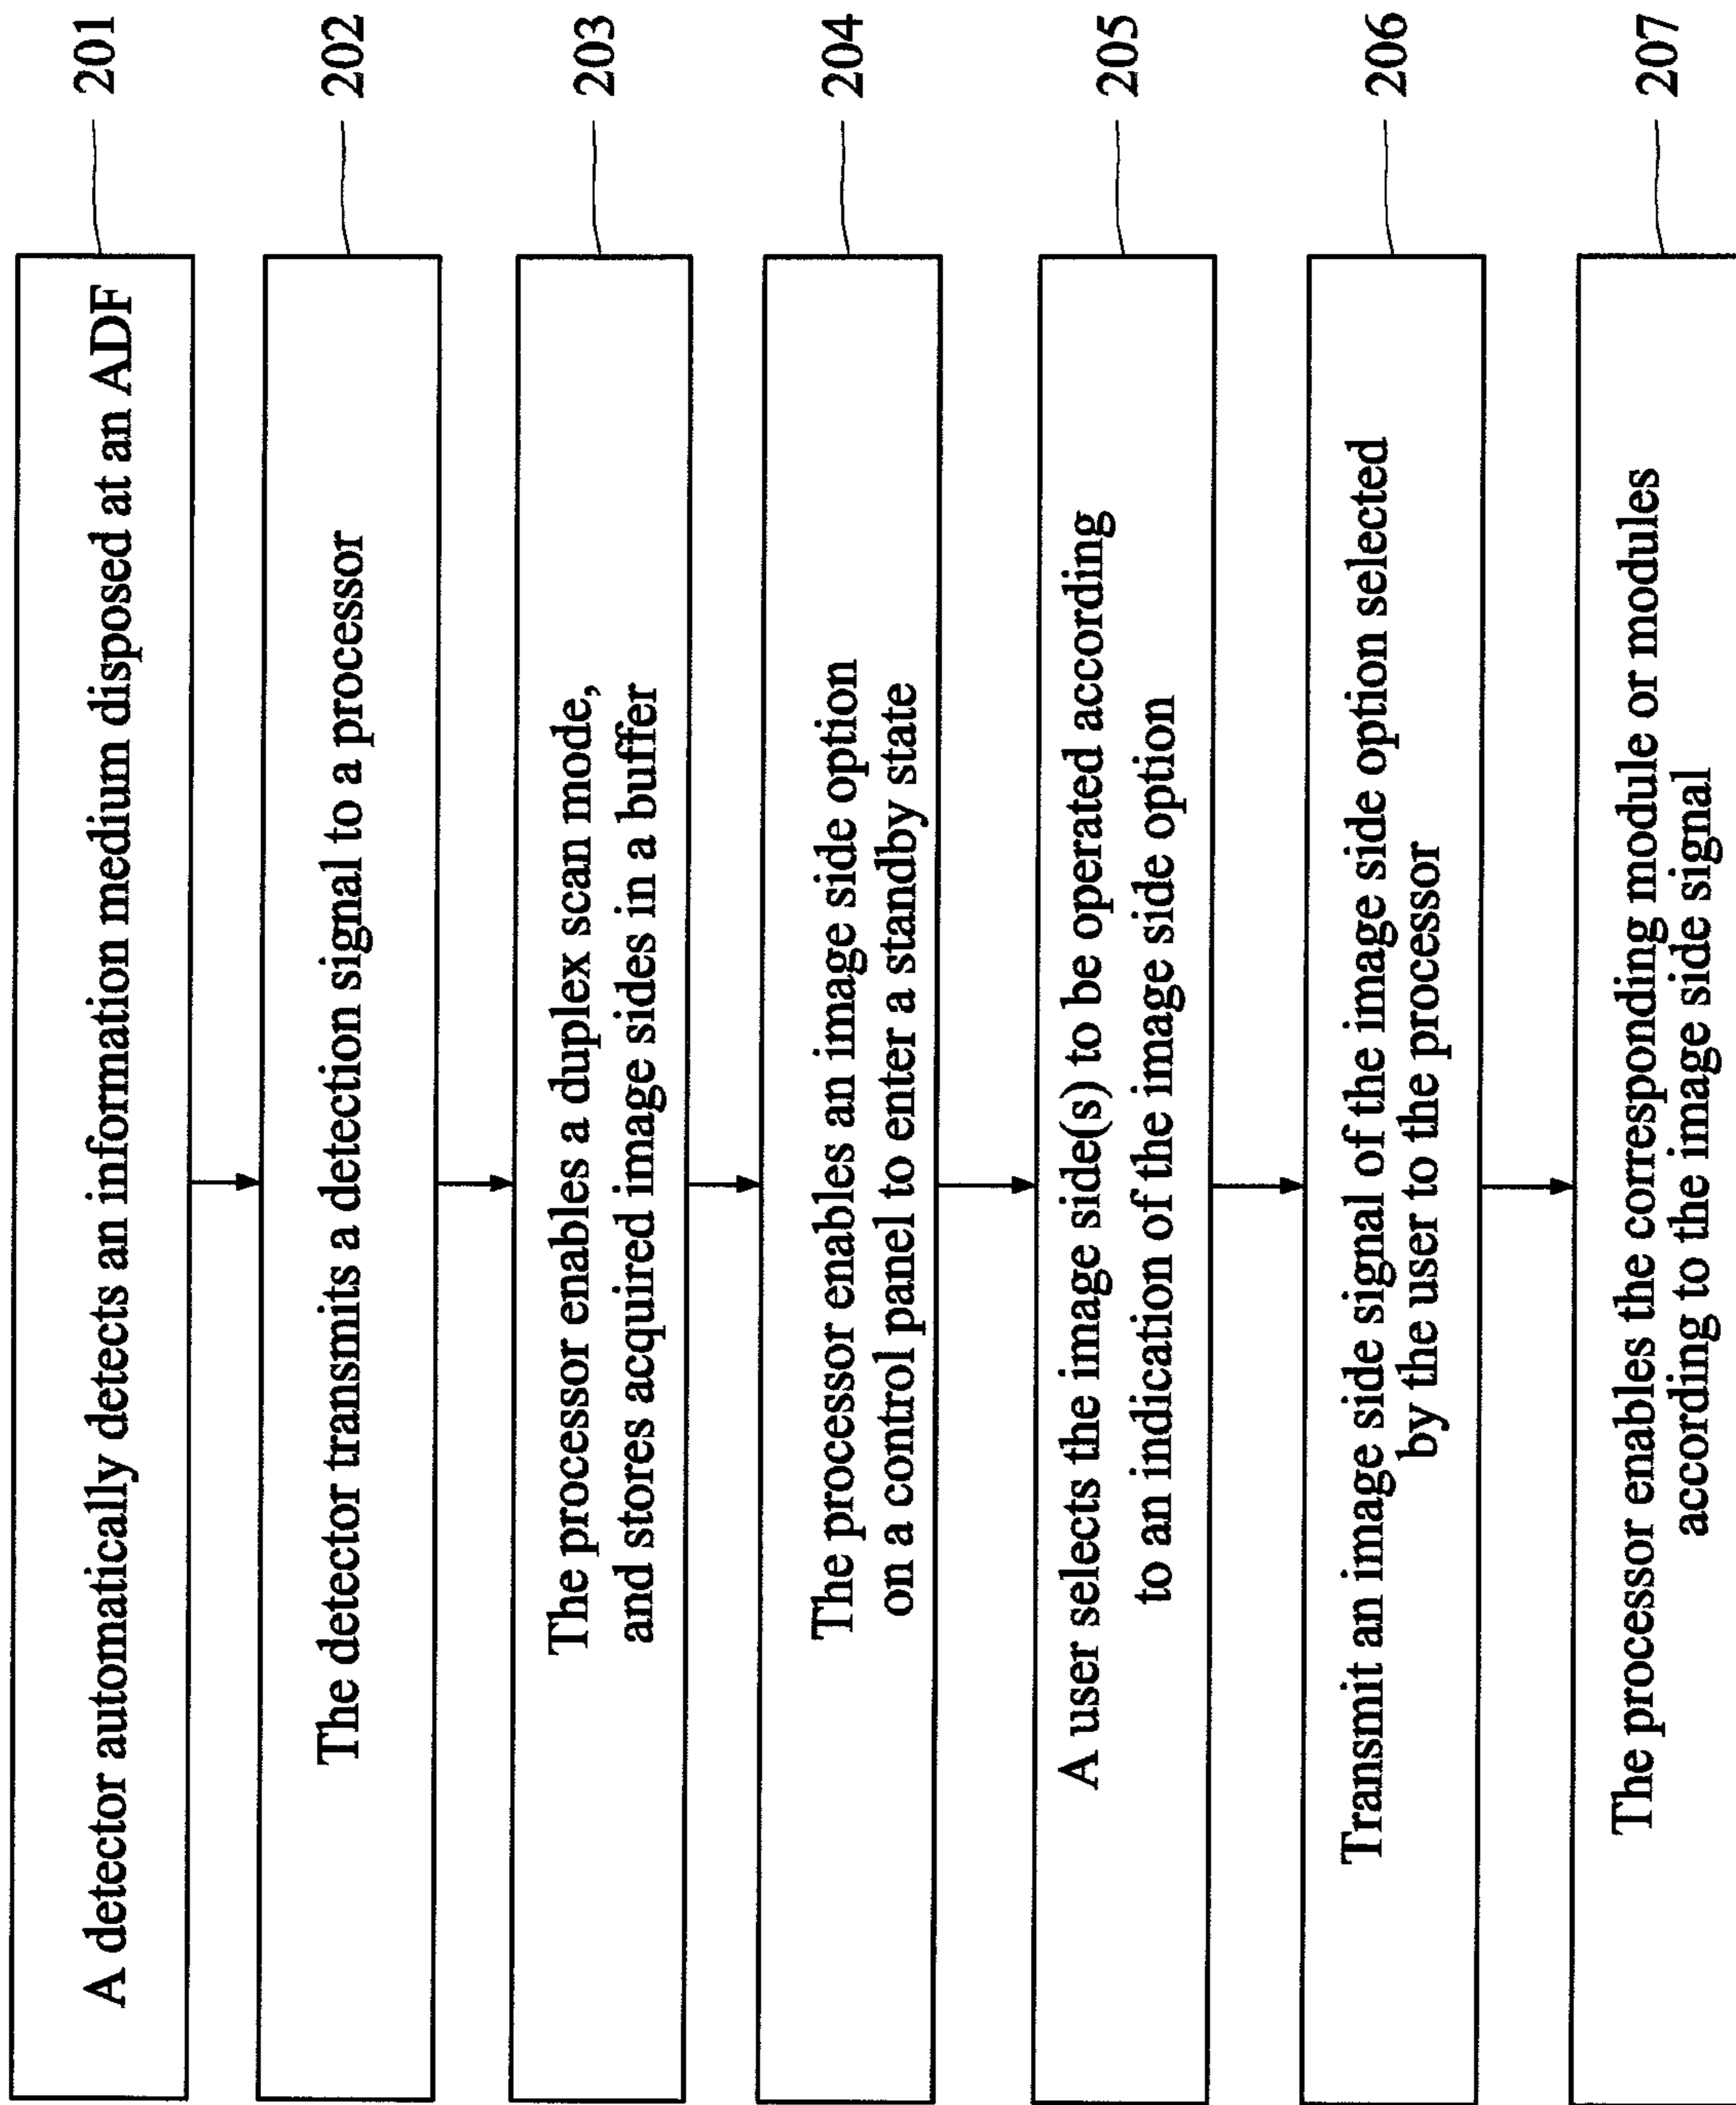 A detector automatically detects an information medium disposed at an ADF
201
The detector transmits a detection signal to a processor
202
The processor enables a duplex scan mode,
and stores acquired image sides in a buffer
203
The processor enables an image side option
on a control panel to enter a standby state
204
A user selects the image side(s) to be operated according
to an indication of the image side option
205
Transmit an image side signal of the image side option selected
by the user to the processor
206
The processor enables the corresponding module or modules
according to the image side signal
207